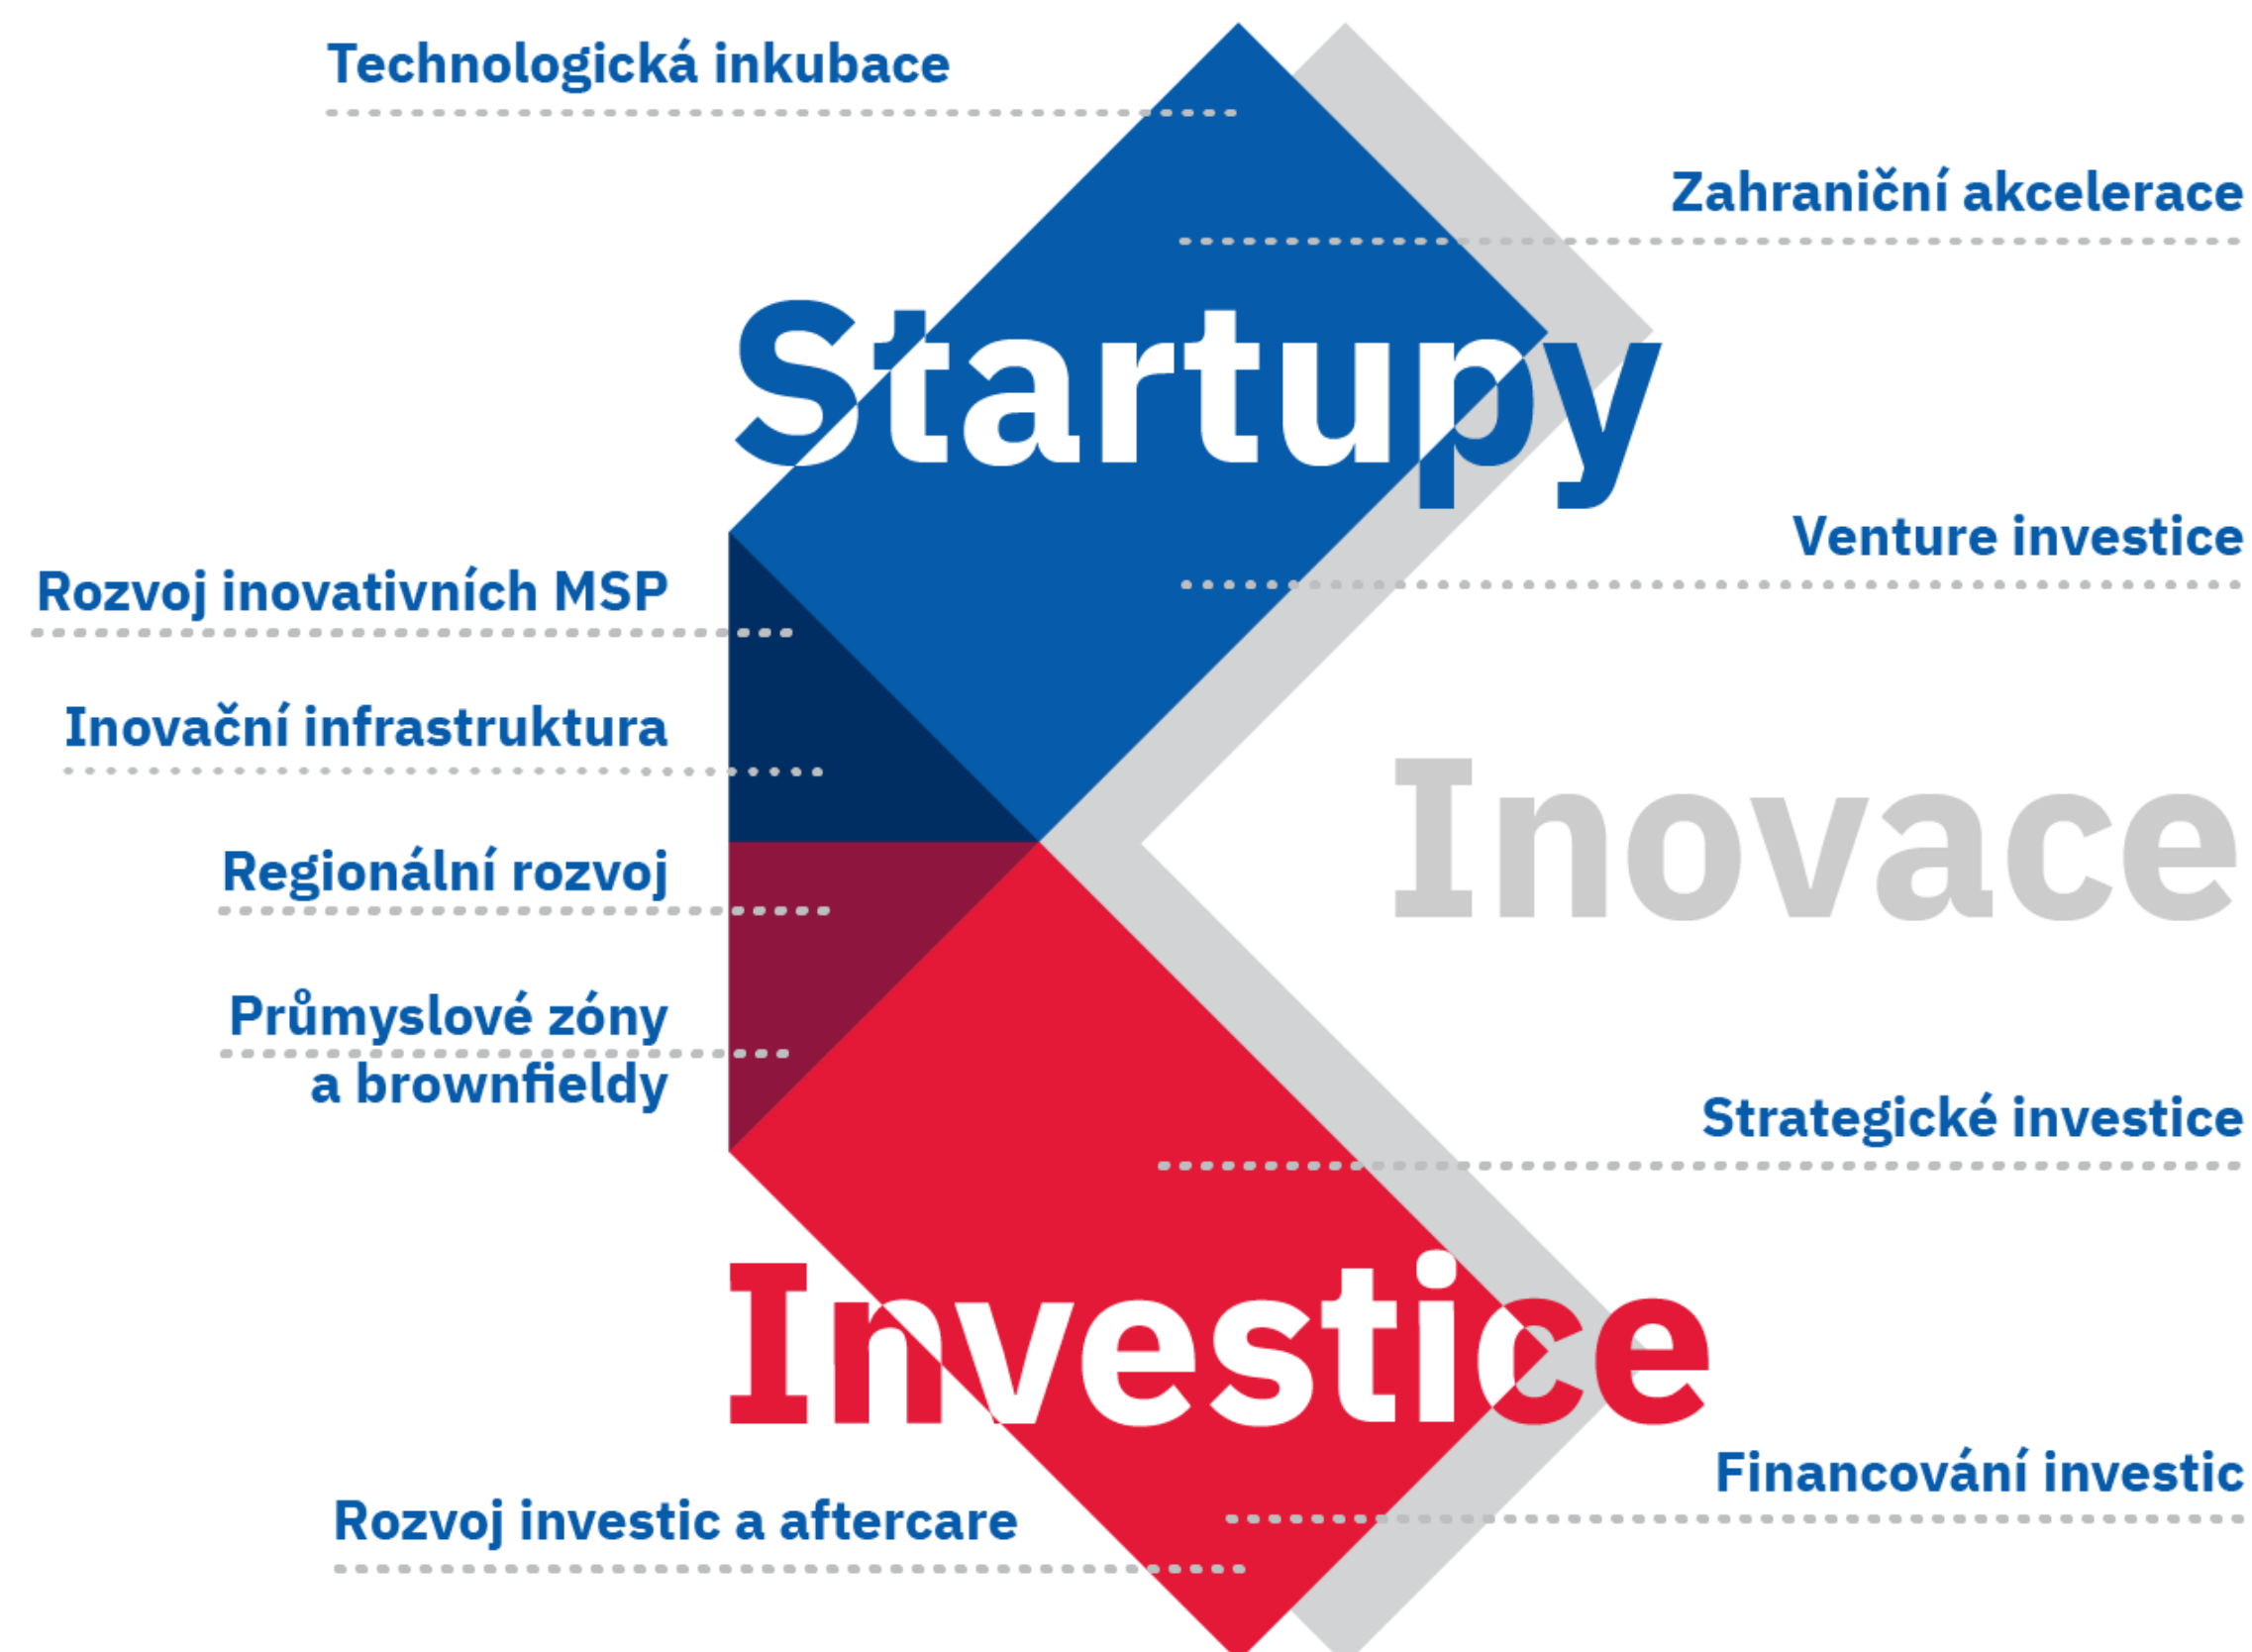 Technologická inkubace
Zahraniční akcelerace
Startupy
Venture investice
Rozvoj inovativních MSP
Inovační infrastruktura
Inovace
Regionální rozvoj
Průmyslové zóny
a brownfieldy
Strategické investice
Investice
Financování investic
Rozvoj investic a aftercare